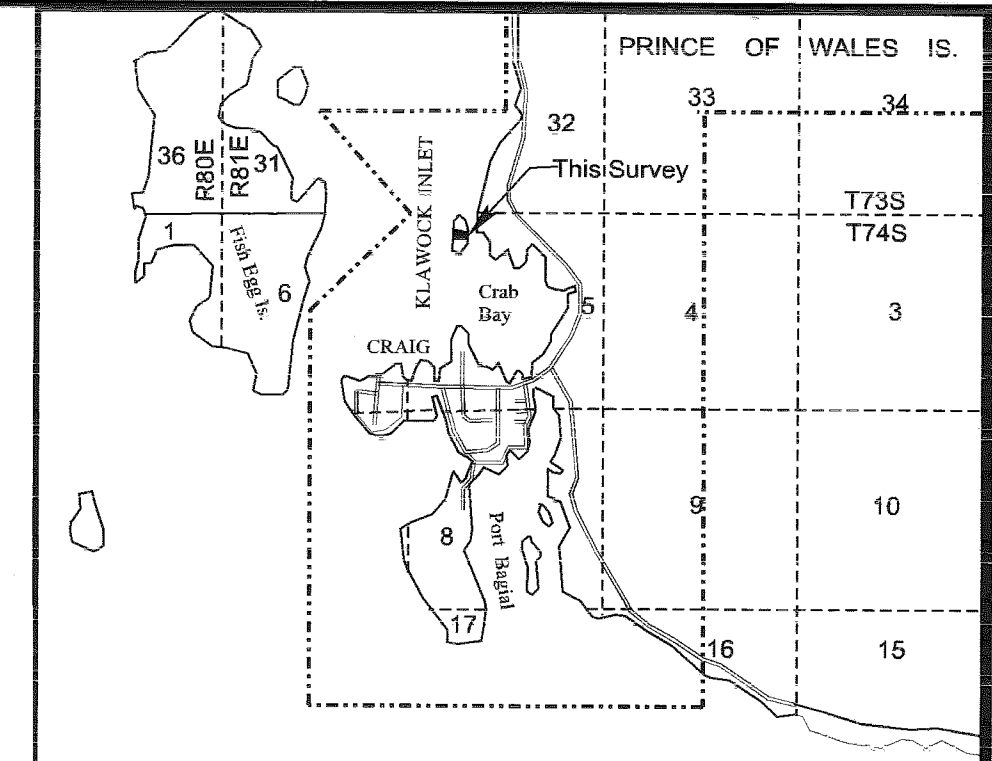 PRINCE OF WALES IS.
33
34
32
36
R80E
R81E
31
This Survey
T73S
T74S
KLAWOCK INLET
1
Fish Egg Is.
6
Crab
Bay
5
4
3
CRAIG
9
10
8
Port Bagial
17
16
15